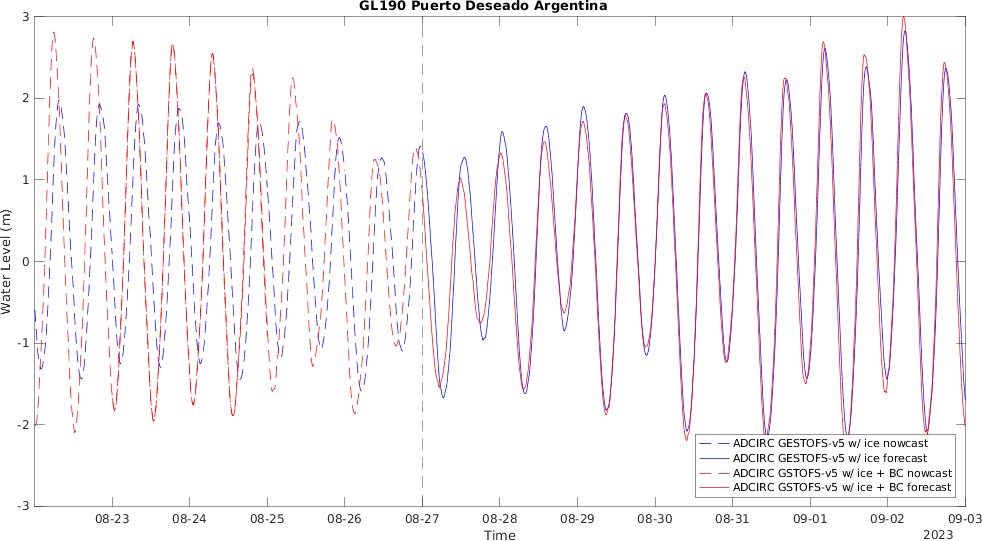 GL190 Puerto Deseado Argentina
3
2
1
0
-1
-2
-3
Water Level (m)
ADCIRC GESTOFS-v5 w/ ice nowcast
ADCIRC GESTOFS-v5 w/ ice forecast
ADCIRC GSTOFS-v5 w/ ice + BC nowcast
ADCIRC GSTOFS-v5 w/ ice + BC forecast
08-23 08-24 08-25 08-26 08-27 08-28 08-29 08-30 08-31 09-01 09-02 09-03
Time
2023